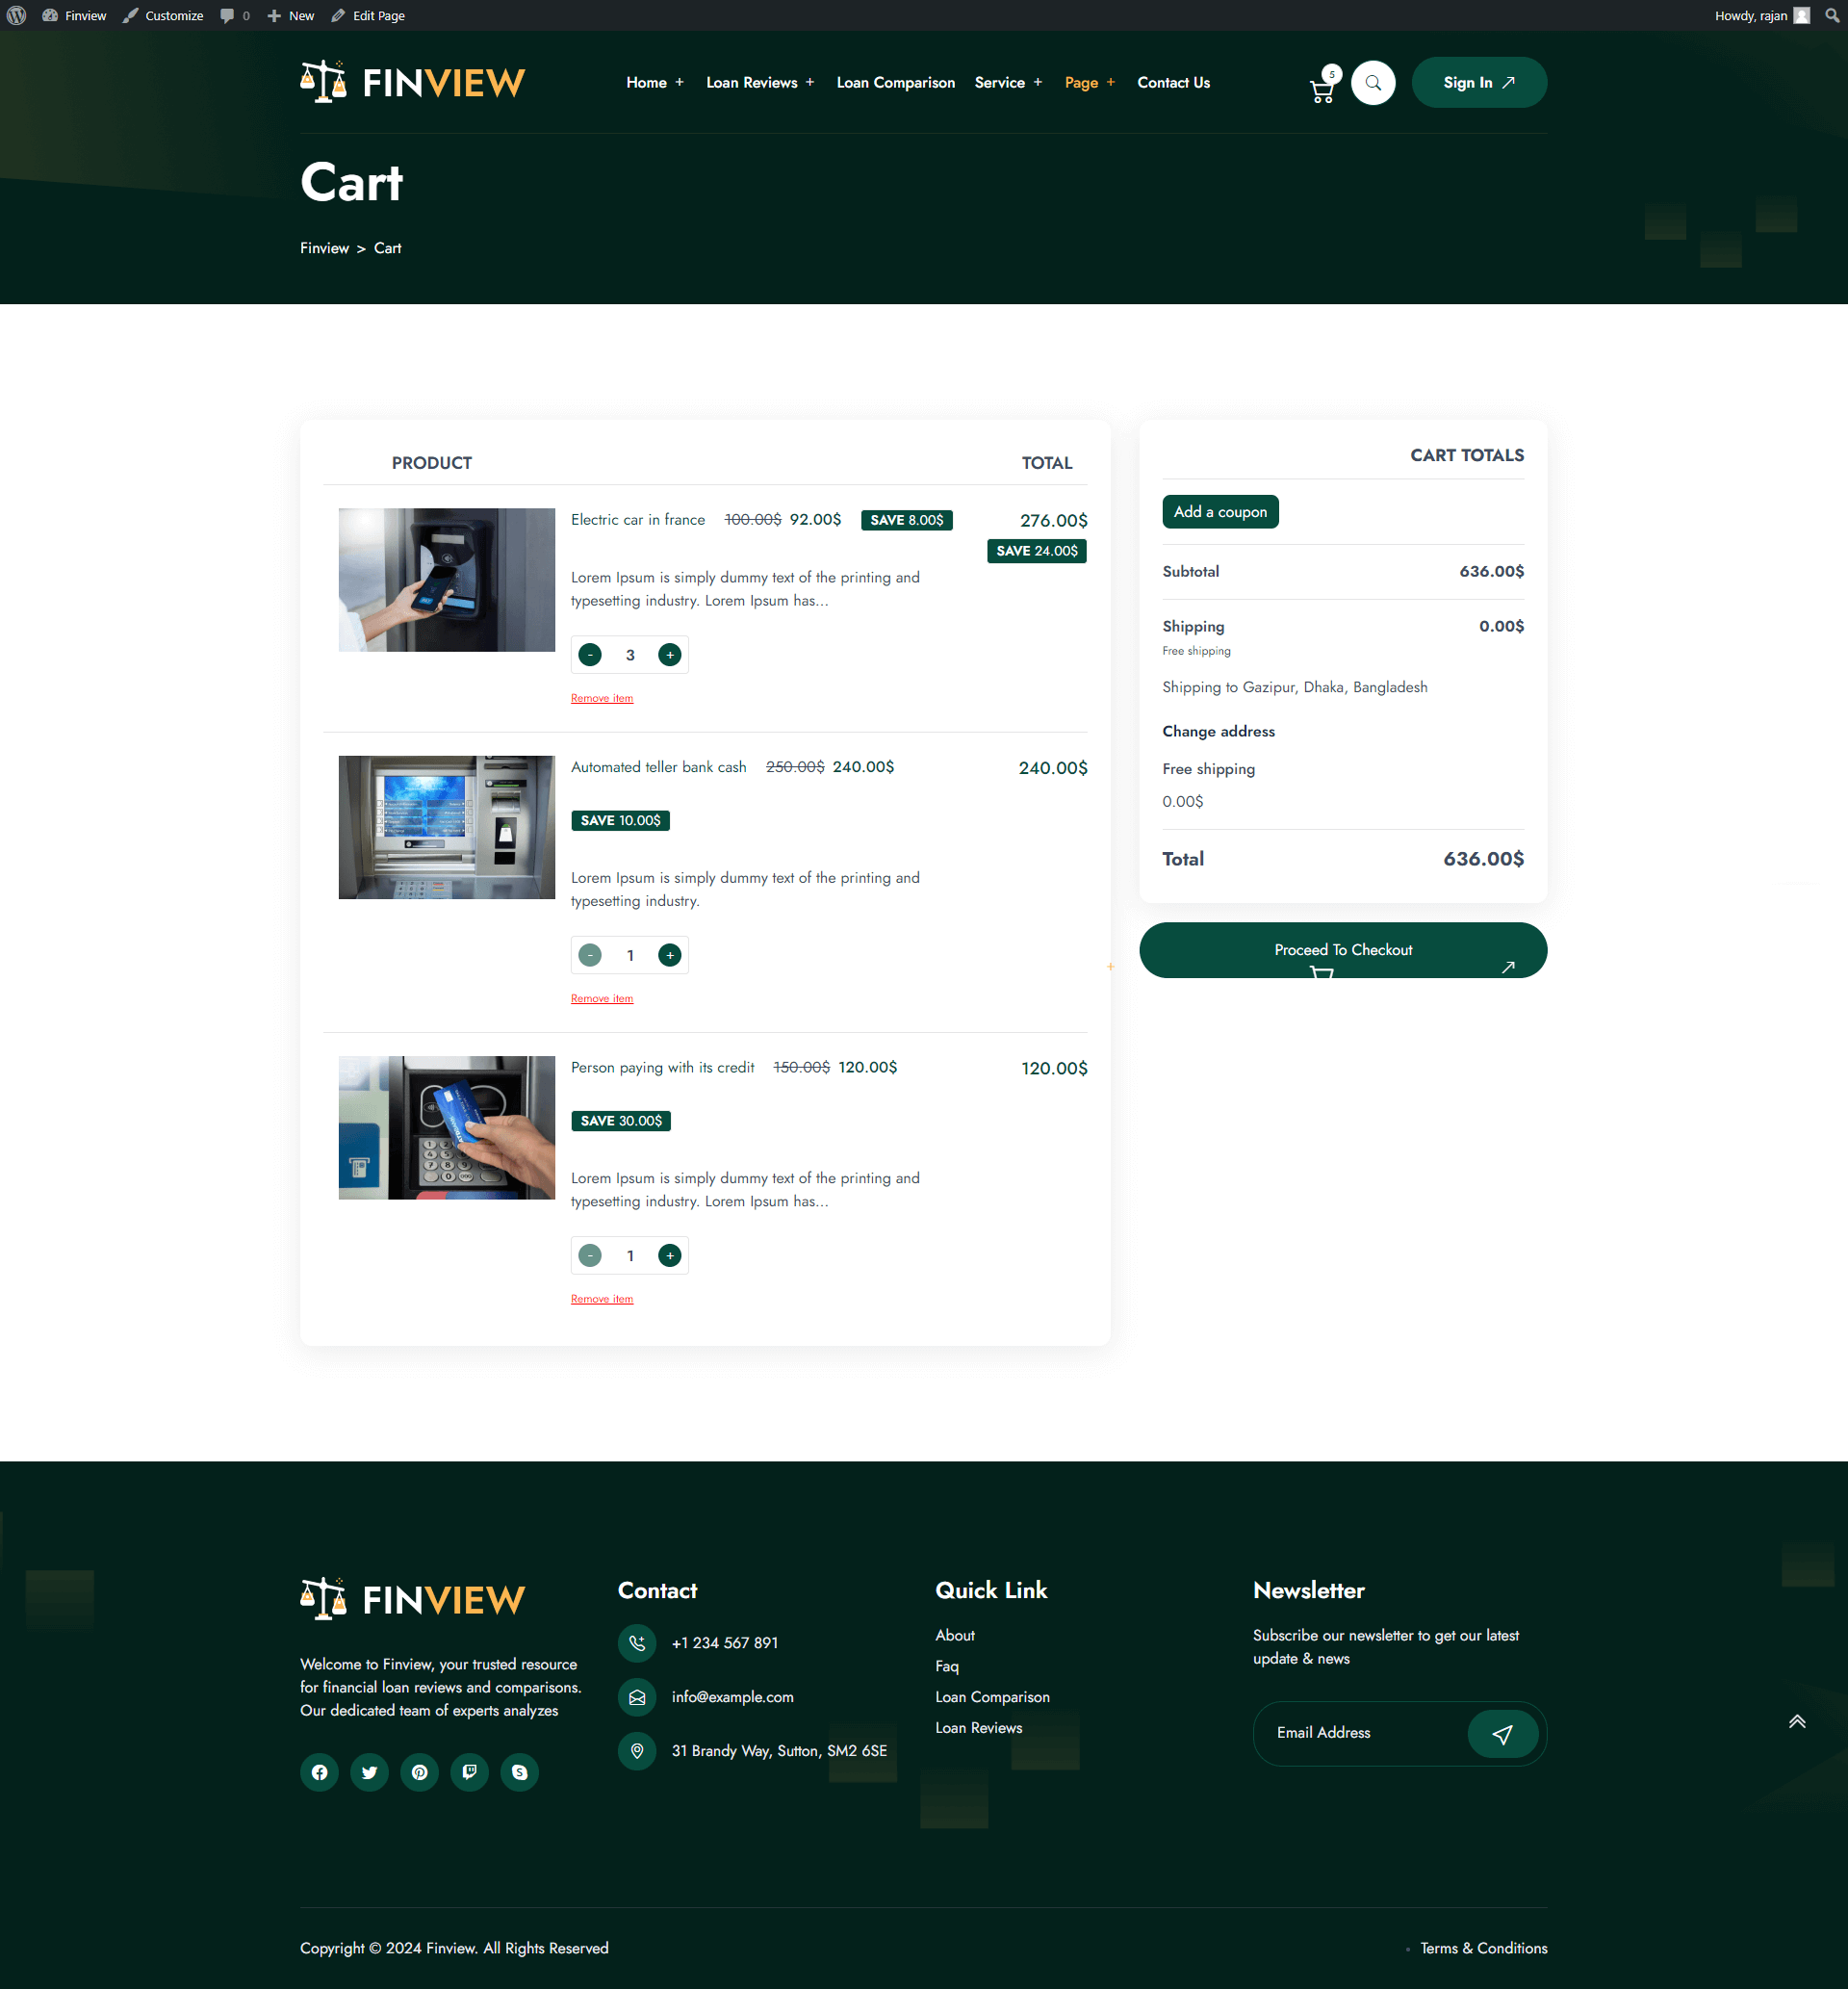 Finview Customize 0 New Edit Page Howdy, rajan
FINVIEW Home + Loan Reviews + Loan Comparison Service + Page + Contact Us 5 Sign In
Cart
Finview > Cart
PRODUCT TOTAL
Electric car in france 100.00$ 92.00$ SAVE 8.00$ 276.00$
SAVE 24.00$
Lorem Ipsum is simply dummy text of the printing and
typesetting industry. Lorem Ipsum has…
- 3 +
Remove item
Automated teller bank cash 250.00$ 240.00$ 240.00$
SAVE 10.00$
Lorem Ipsum is simply dummy text of the printing and
typesetting industry.
- 1 +
Remove item
Person paying with its credit 150.00$ 120.00$ 120.00$
SAVE 30.00$
Lorem Ipsum is simply dummy text of the printing and
typesetting industry. Lorem Ipsum has…
- 1 +
Remove item
CART TOTALS
Add a coupon
Subtotal 636.00$
Shipping 0.00$
Free shipping
Shipping to Gazipur, Dhaka, Bangladesh
Change address
Free shipping
0.00$
Total 636.00$
Proceed To Checkout
+
FINVIEW
Welcome to Finview, your trusted resource
for financial loan reviews and comparisons.
Our dedicated team of experts analyzes
Contact
+1 234 567 891
info@example.com
31 Brandy Way, Sutton, SM2 6SE
Quick Link
About
Faq
Loan Comparison
Loan Reviews
Newsletter
Subscribe our newsletter to get our latest
update & news
Email Address
Copyright © 2024 Finview. All Rights Reserved
Terms & Conditions